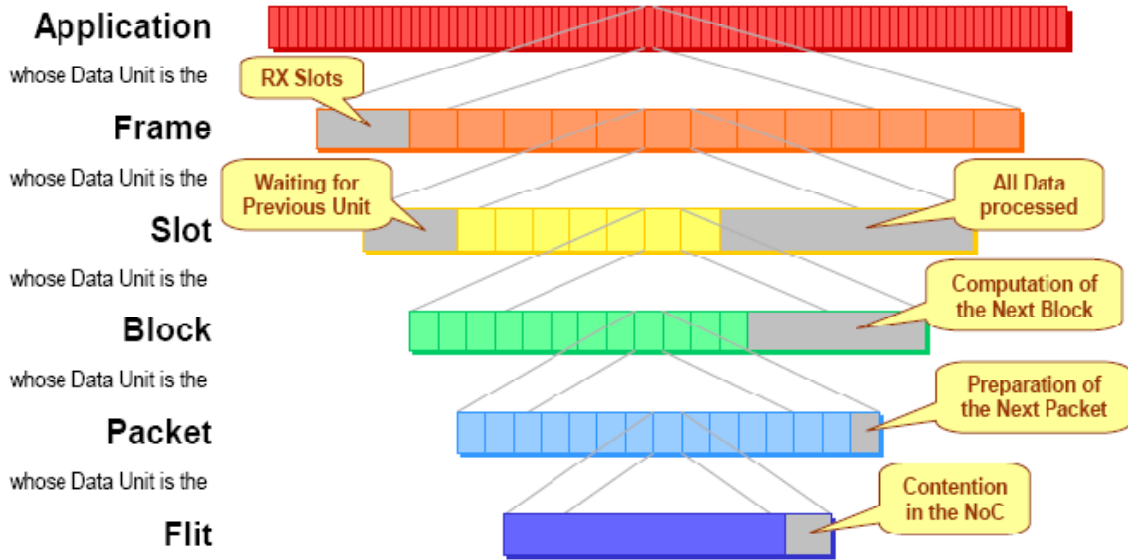 Application
whose Data Unit is the
RX Slots
Frame
whose Data Unit is the
Waiting for
Previous Unit
All Data
processed
Slot
whose Data Unit is the
Computation of
the Next Block
Block
whose Data Unit is the
Preparation of
the Next Packet
Packet
whose Data Unit is the
Contention
in the NoC
Flit